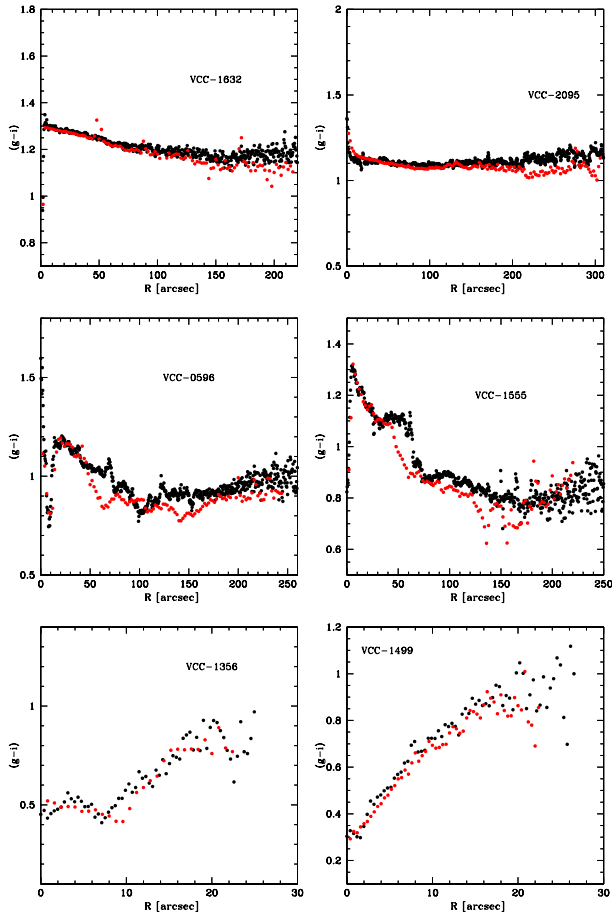 1.8
1.6
1.4
1.2
1
0.8
(g-i)
VCC-1632
0 50 100 150 200
R [arcsec]
2
1.5
1
0.5
(g-i)
VCC-2095
0 100 200 300
R [arcsec]
1.5
1
0.5
(g-i)
VCC-0596
0 50 100 150 200 250
R [arcsec]
1.4
1.2
1
0.8
0.6
(g-i)
VCC-1555
0 50 100 150 200 250
R [arcsec]
1
0.5
(g-i)
VCC-1356
0 10 20 30
R [arcsec]
1.2
1
0.8
0.6
0.4
0.2
(g-i)
VCC-1499
0 10 20 30
R [arcsec]